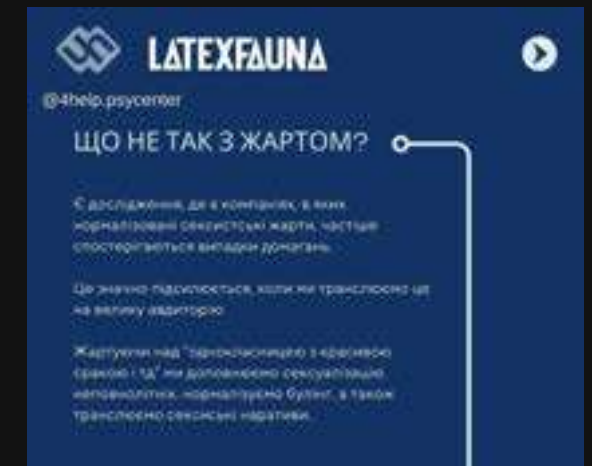 LATEXFAUNA
@4help.psycenter
ЩО НЕ ТАК З ЖАРТОМ?
Є дослідження, де в компаніях, в яких
нормалізовані сексистські жарти, частіше
спостерігаються випадки домагань.
Це значно підсилюється, коли ми транслюємо це
на велику аудиторію
Жартуючи над "однокласницею з красивою
сракою і тд" ми доповнюємо сексуалізацію
неповнолітніх, нормалізуємо булінг, а також
транслюємо наративи.